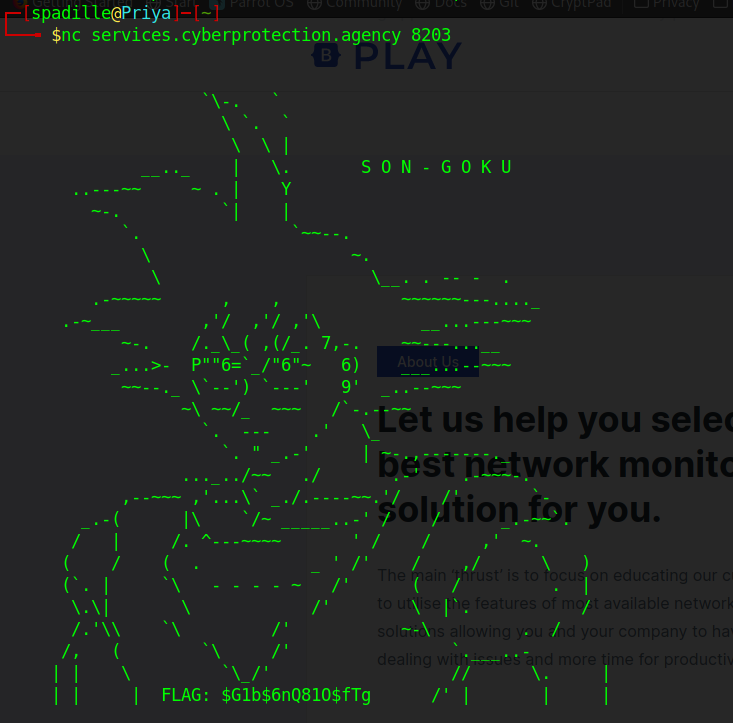 Getting Started Start Parrot OS Community Docs Git CryptPad Privacy
┌─[spadille@Priya]─[~]
└──╼ $nc services.cyberprotection.agency 8203
B PLAY
S O N - G O K U
About Us
Let us help you selec
best network monito
solution for you.
The main 'thrust' is to focus on educating our c
to utilise the features of most available network
solutions allowing you and your company to hav
dealing with issues and more time for productiv
FLAG: $G1b$6nQ81O$fTg